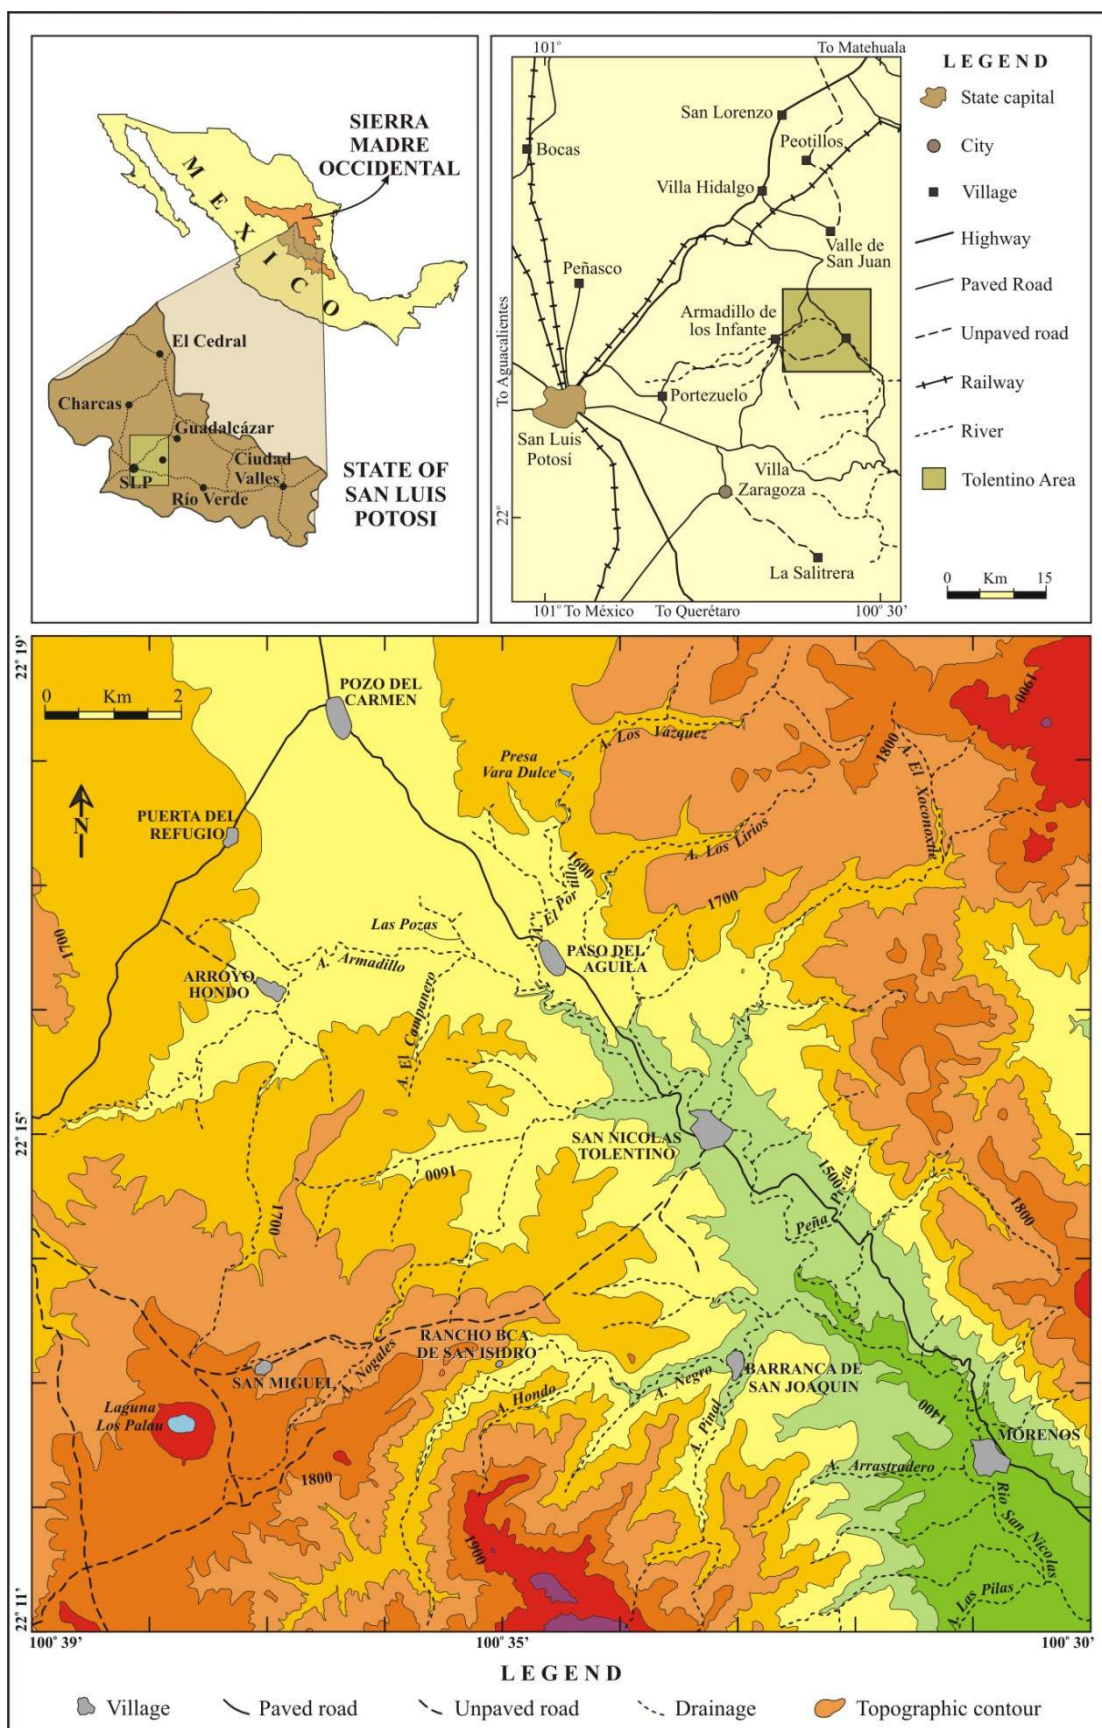 SIERRA
MADRE
OCCIDENTAL
MEXICO
El Cedral
Charcas
Guadalcázar
Ciudad
Valles
SLP
Río Verde
STATE OF
SAN LUIS
POTOSI
101°
To Matehuala
San Lorenzo
Peotillos
Bocas
Villa Hidalgo
Valle de
San Juan
Peñasco
Armadillo de
los Infante
To Aguacalientes
Portezuelo
San Luis
Potosí
Villa
Zaragoza
22°
La Salitrera
101°
To México
To Querétaro
100° 30'
LEGEND
State capital
City
Village
Highway
Paved Road
Unpaved road
Railway
River
Tolentino Area
0 Km 15
22° 19'
0 Km 2
POZO DEL
CARMEN
A. Los Vázquez
1900
1800
A. El Xoconoxtle
Presa
Vara Dulce
N
PUERTA DEL
REFUGIO
A. Los Lirios
1600
A. El Portillo
1700
1700
Las Pozas
A. Armadillo
PASO DEL
AGUILA
ARROYO
HONDO
A. El Campanero
22° 15'
SAN NICOLAS
TOLENTINO
1600
1500
Peña Prieta
1700
1800
RANCHO BCA.
DE SAN ISIDRO
SAN MIGUEL
A. Nogales
BARRANCA DE
SAN JOAQUIN
A. Negro
A. Hondo
A. Pinal
1400
Laguna
Los Palau
MORENOS
A. Arrastradero
1800
Rio San Nicolas
1900
A. Las Pilas
22° 11'
100° 39'
100° 35'
100° 30'
LEGEND
Village
Paved road
Unpaved road
Drainage
Topographic contour